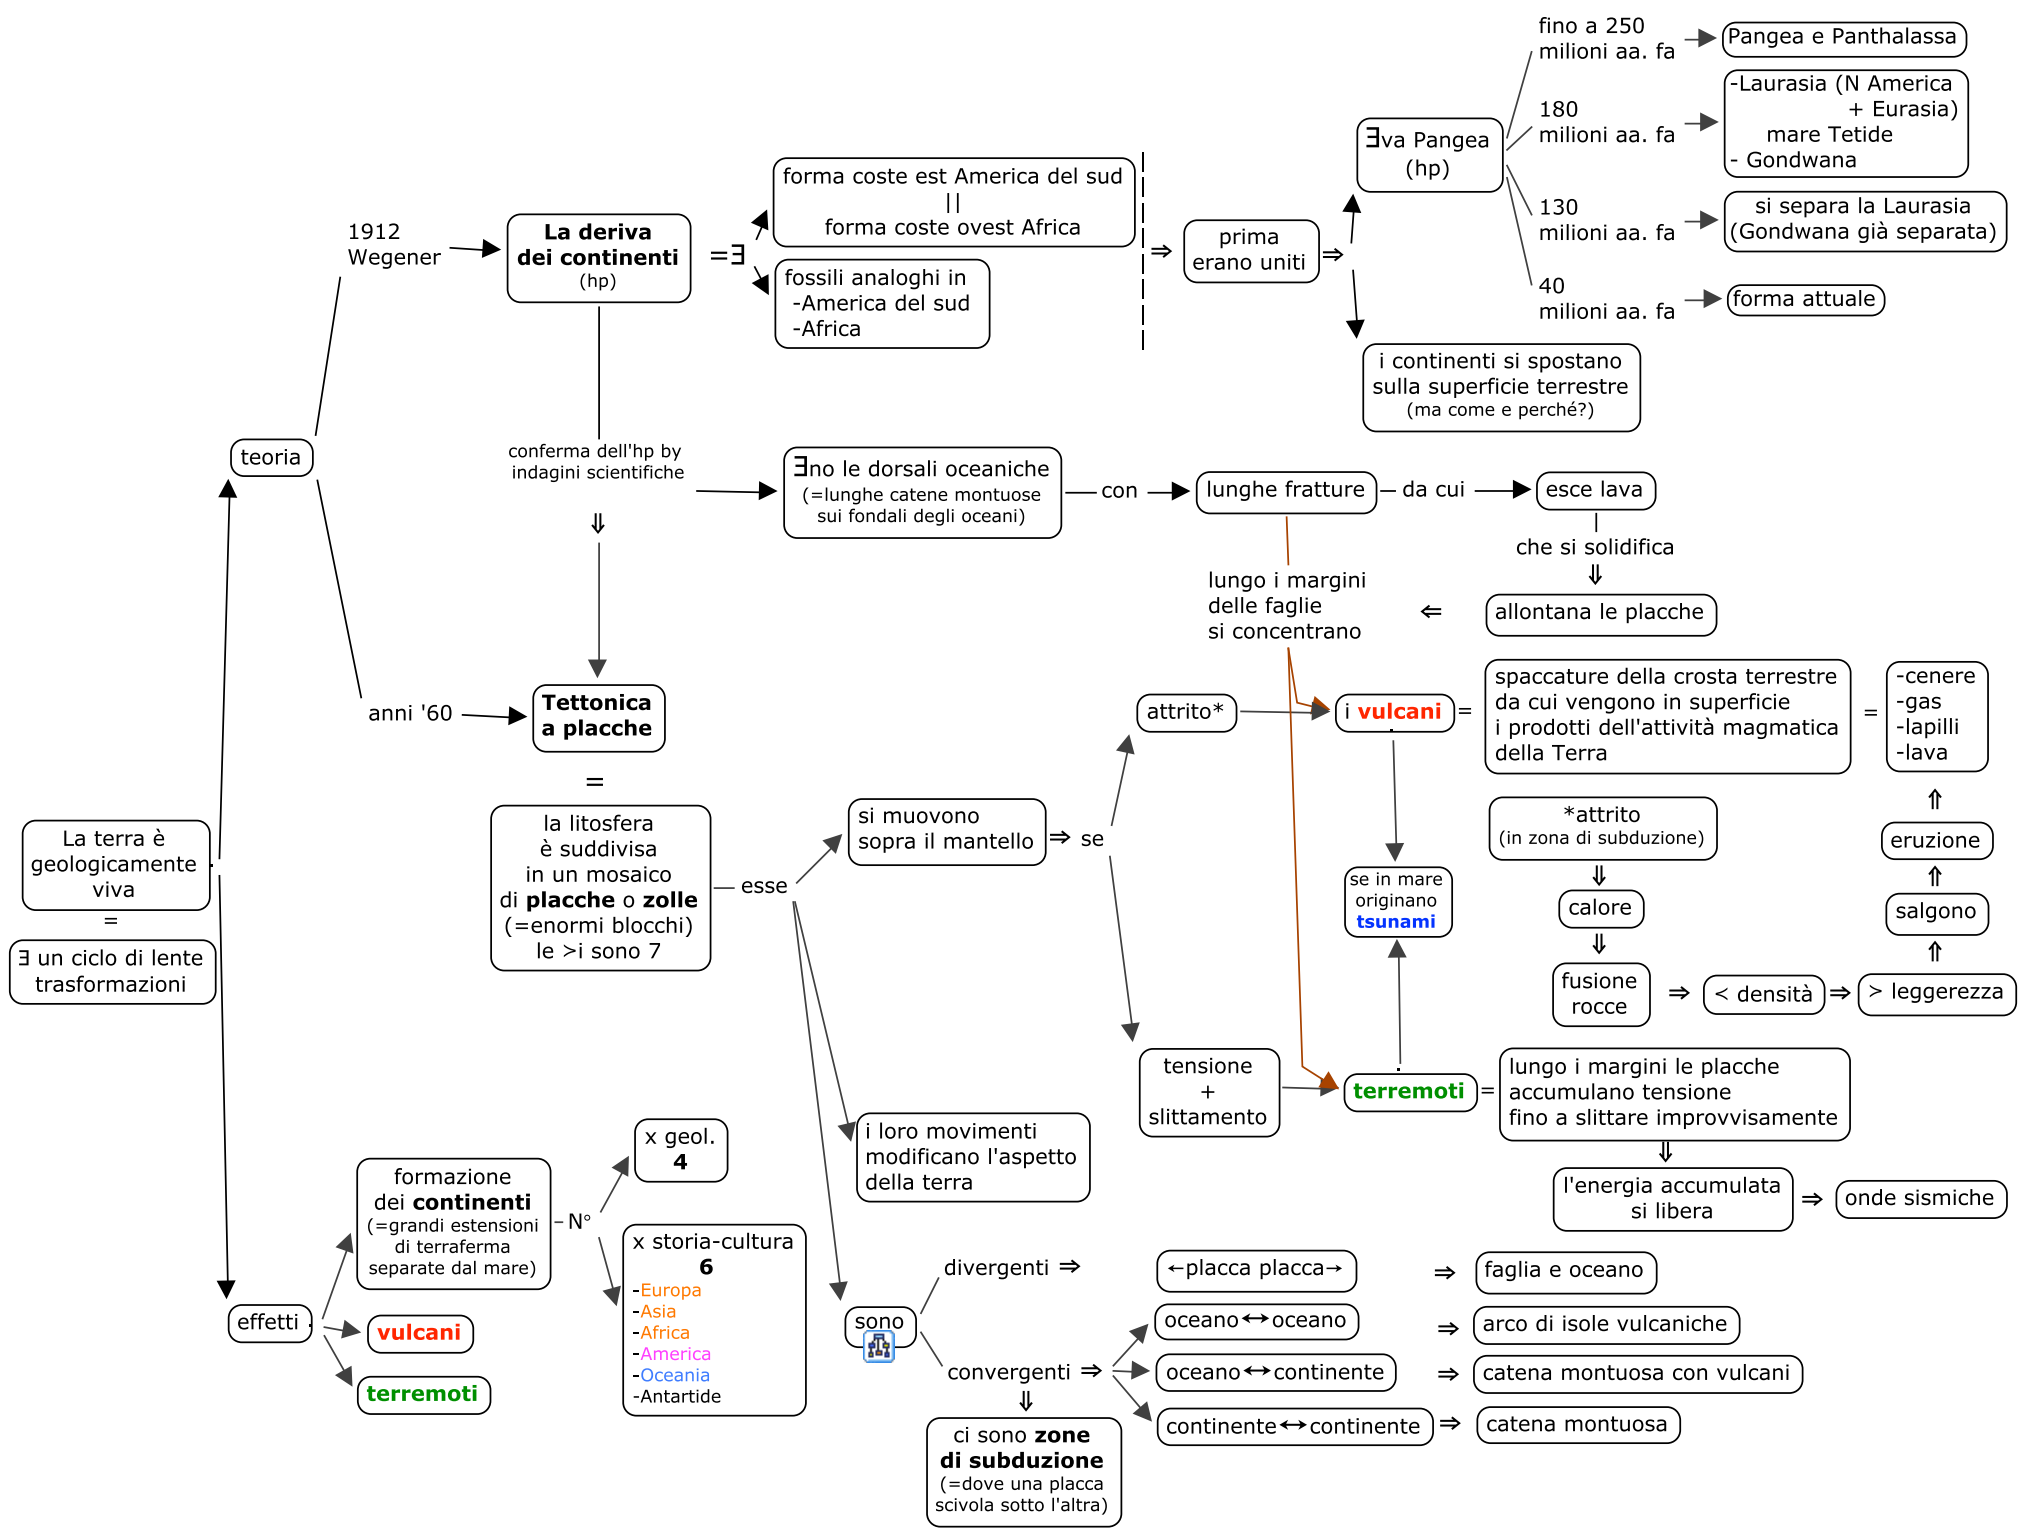 La terra è
geologicamente
viva
=
∃ un ciclo di lente
trasformazioni
teoria
1912
Wegener
La deriva
dei continenti
(hp)
=∃
forma coste est America del sud
||
forma coste ovest Africa
fossili analoghi in
-America del sud
-Africa
⇒
prima
erano uniti
⇒
∃va Pangea
(hp)
fino a 250
milioni aa. fa
Pangea e Panthalassa
180
milioni aa. fa
-Laurasia (N America
+ Eurasia)
mare Tetide
- Gondwana
130
milioni aa. fa
si separa la Laurasia
(Gondwana già separata)
40
milioni aa. fa
forma attuale
i continenti si spostano
sulla superficie terrestre
(ma come e perché?)
conferma dell'hp by
indagini scientifiche
⇓
∃no le dorsali oceaniche
(=lunghe catene montuose
sui fondali degli oceani)
con
lunghe fratture
da cui
esce lava
che si solidifica
⇓
allontana le placche
⇐
lungo i margini
delle faglie
si concentrano
anni '60
Tettonica
a placche
=
la litosfera
è suddivisa
in un mosaico
di placche o zolle
(=enormi blocchi)
le >i sono 7
esse
si muovono
sopra il mantello
⇒
se
attrito*
i vulcani
=
spaccature della crosta terrestre
da cui vengono in superficie
i prodotti dell'attività magmatica
della Terra
=
-cenere
-gas
-lapilli
-lava
*attrito
(in zona di subduzione)
⇓
calore
⇓
fusione
rocce
⇒
< densità
⇒
> leggerezza
⇑
salgono
⇑
eruzione
⇑
se in mare
originano
tsunami
tensione
+
slittamento
terremoti
=
lungo i margini le placche
accumulano tensione
fino a slittare improvvisamente
⇓
l'energia accumulata
si libera
⇒
onde sismiche
i loro movimenti
modificano l'aspetto
della terra
sono
divergenti ⇒
←placca placca→
⇒
faglia e oceano
convergenti ⇒
oceano↔oceano
⇒
arco di isole vulcaniche
oceano↔continente
⇒
catena montuosa con vulcani
continente↔continente
⇒
catena montuosa
⇓
ci sono zone
di subduzione
(=dove una placca
scivola sotto l'altra)
effetti
formazione
dei continenti
(=grandi estensioni
di terraferma
separate dal mare)
N°
x geol.
4
x storia-cultura
6
-Europa
-Asia
-Africa
-America
-Oceania
-Antartide
vulcani
terremoti